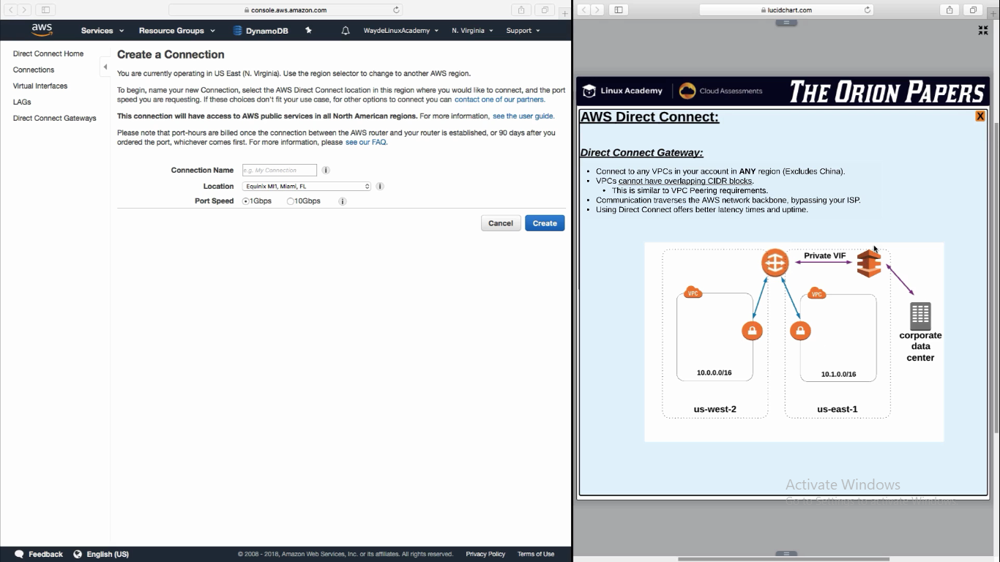 console.aws.amazon.com
aws
Services
Resource Groups
DynamoDB
WaydeLinuxAcademy
N. Virginia
Support
Direct Connect Home
Connections
Virtual Interfaces
LAGs
Direct Connect Gateways
Create a Connection
You are currently operating in US East (N. Virginia). Use the region selector to change to another AWS region.
To begin, name your new Connection, select the AWS Direct Connect location in this region where you would like to connect, and the port
speed you are requesting. If these choices don't fit your use case, for other options to connect you can contact one of our partners.
This connection will have access to AWS public services in all North American regions. For more information, see the user guide.
Please note that port-hours are billed once the connection between the AWS router and your router is established, or 90 days after you
ordered the port, whichever comes first. For more information, please see our FAQ.
Connection Name e.g. My Connection i
Location Equinix MI1, Miami, FL i
Port Speed 1Gbps 10Gbps i
Cancel Create
Feedback English (US) © 2008 - 2018, Amazon Web Services, Inc. or its affiliates. All rights reserved. Privacy Policy Terms of Use
lucidchart.com
Linux Academy Cloud Assessments THE ORION PAPERS
AWS Direct Connect: X
Direct Connect Gateway:
• Connect to any VPCs in your account in ANY region (Excludes China).
• VPCs cannot have overlapping CIDR blocks.
• This is similar to VPC Peering requirements.
• Communication traverses the AWS network backbone, bypassing your ISP.
• Using Direct Connect offers better latency times and uptime.
Private VIF
VPC
VPC
corporate
data
center
10.0.0.0/16
10.1.0.0/16
us-west-2
us-east-1
Activate Windows
Go to Settings to activate Windows.